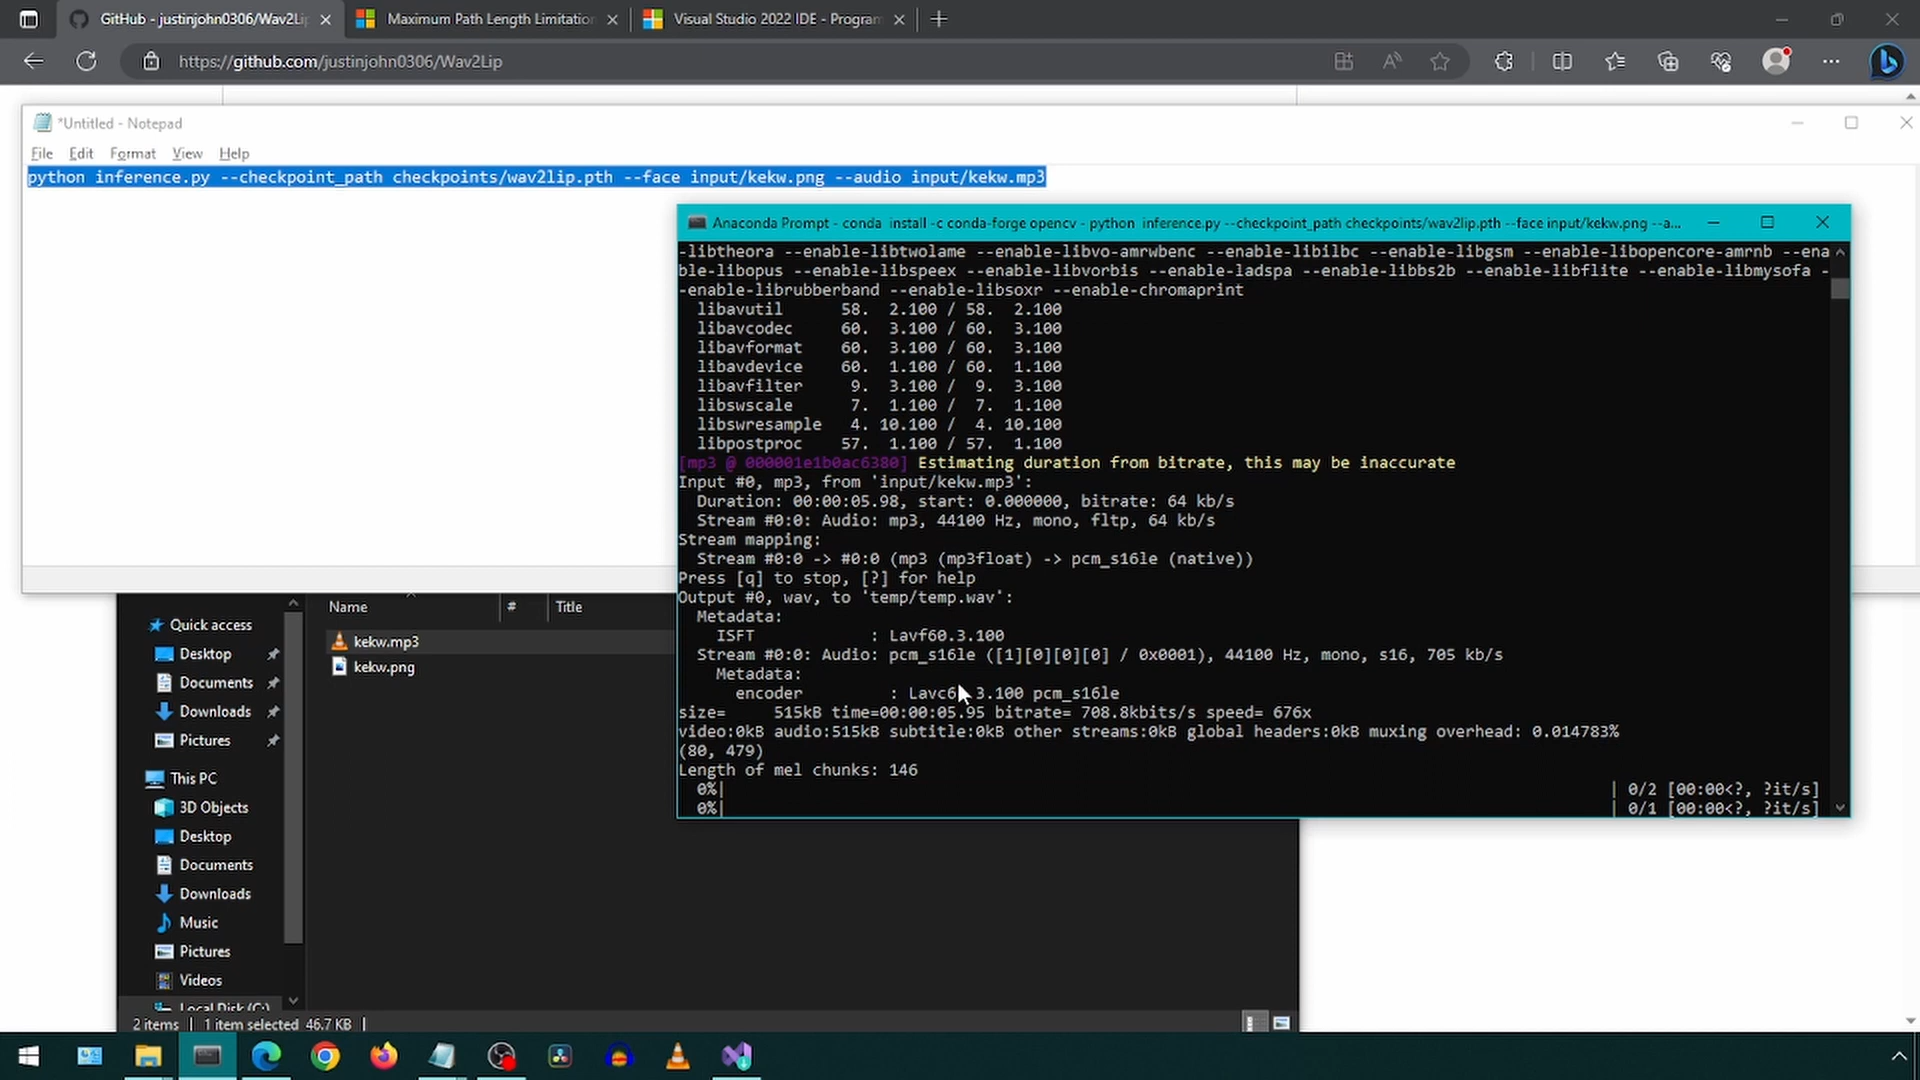 GitHub - justinjohn0306/Wav2Lip
Maximum Path Length Limitation
Visual Studio 2022 IDE - Program
https://github.com/justinjohn0306/Wav2Lip
*Untitled - Notepad
File Edit Format View Help
python inference.py --checkpoint_path checkpoints/wav2lip.pth --face input/kekw.png --audio input/kekw.mp3
Anaconda Prompt - conda install -c conda-forge opencv - python inference.py --checkpoint_path checkpoints/wav2lip.pth --face input/kekw.png --a...
-libtheora --enable-libtwolame --enable-libvo-amrwbenc --enable-libilbc --enable-libgsm --enable-libopencore-amrnb --ena
ble-libopus --enable-libspeex --enable-libvorbis --enable-ladspa --enable-libbs2b --enable-libflite --enable-libmysofa -
-enable-librubberband --enable-libsoxr --enable-chromaprint
libavutil 58. 2.100 / 58. 2.100
libavcodec 60. 3.100 / 60. 3.100
libavformat 60. 3.100 / 60. 3.100
libavdevice 60. 1.100 / 60. 1.100
libavfilter 9. 3.100 / 9. 3.100
libswscale 7. 1.100 / 7. 1.100
libswresample 4. 10.100 / 4. 10.100
libpostproc 57. 1.100 / 57. 1.100
[mp3 @ 000001e1b0ac6380] Estimating duration from bitrate, this may be inaccurate
Input #0, mp3, from 'input/kekw.mp3':
Duration: 00:00:05.98, start: 0.000000, bitrate: 64 kb/s
Stream #0:0: Audio: mp3, 44100 Hz, mono, fltp, 64 kb/s
Stream mapping:
Stream #0:0 -> #0:0 (mp3 (mp3float) -> pcm_s16le (native))
Press [q] to stop, [?] for help
Output #0, wav, to 'temp/temp.wav':
Metadata:
ISFT : Lavf60.3.100
Stream #0:0: Audio: pcm_s16le ([1][0][0][0] / 0x0001), 44100 Hz, mono, s16, 705 kb/s
Metadata:
encoder : Lavc6 3.100 pcm_s16le
size= 515kB time=00:00:05.95 bitrate= 708.8kbits/s speed= 676x
video:0kB audio:515kB subtitle:0kB other streams:0kB global headers:0kB muxing overhead: 0.014783%
(80, 479)
Length of mel chunks: 146
0%| | 0/2 [00:00<?, ?it/s]
0%| | 0/1 [00:00<?, ?it/s]
Name # Title
kekw.mp3
kekw.png
Quick access
Desktop
Documents
Downloads
Pictures
This PC
3D Objects
Desktop
Documents
Downloads
Music
Pictures
Videos
Local Disk (C:)
2 items 1 item selected 46.7 KB